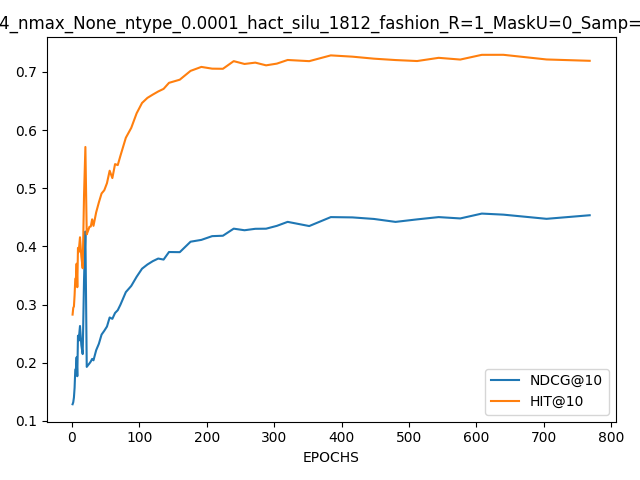 4_nmax_None_ntype_0.0001_hact_silu_1812_fashion_R=1_MaskU=0_Samp=
0.7
0.6
0.5
0.4
0.3
0.2
0.1
0 100 200 300 400 500 600 700 800
EPOCHS
NDCG@10
HIT@10